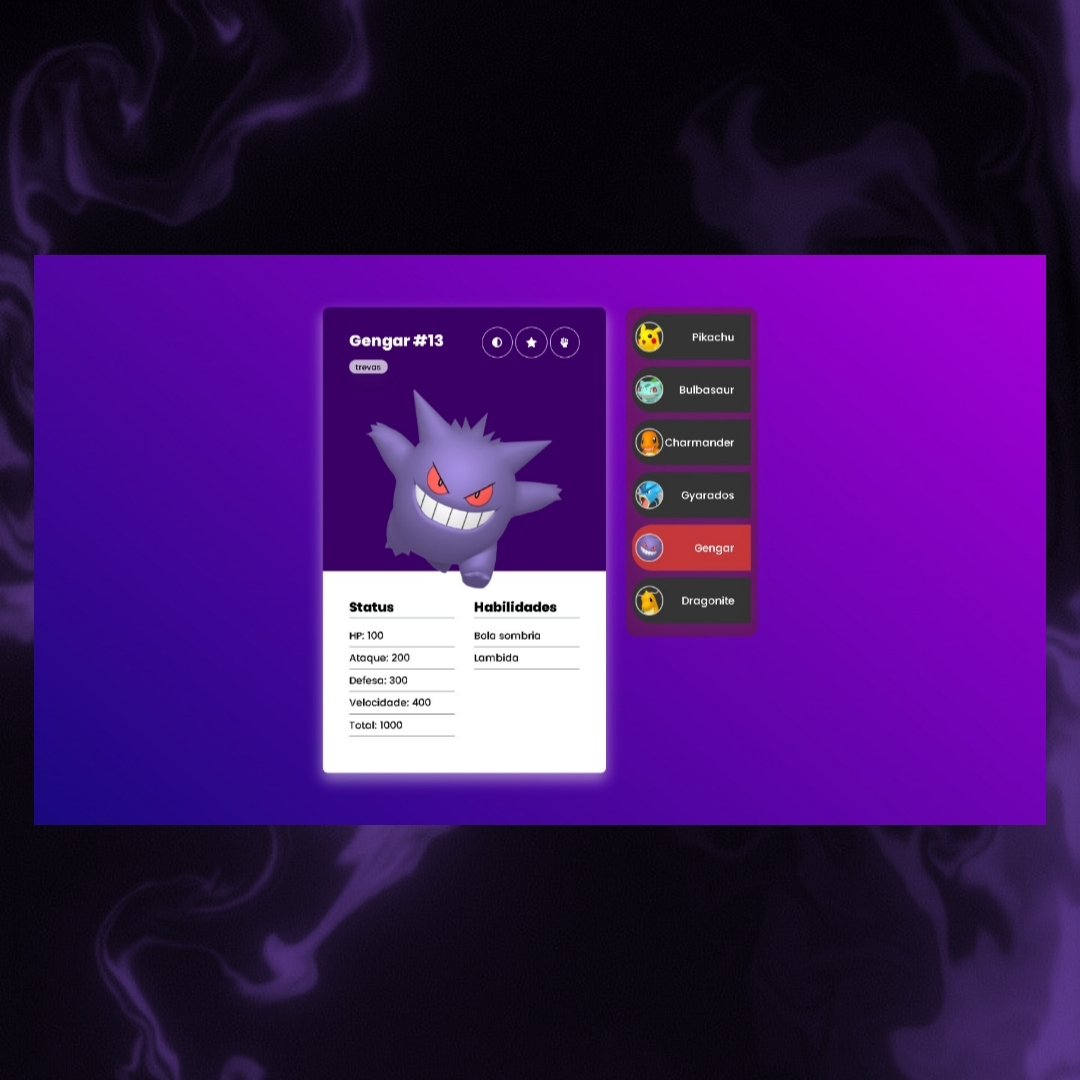 Gengar #13
trevas
Status
HP: 100
Ataque: 200
Defesa: 300
Velocidade: 400
Total: 1000
Habilidades
Bola sombria
Lambida
Pikachu
Bulbasaur
Charmander
Gyarados
Gengar
Dragonite